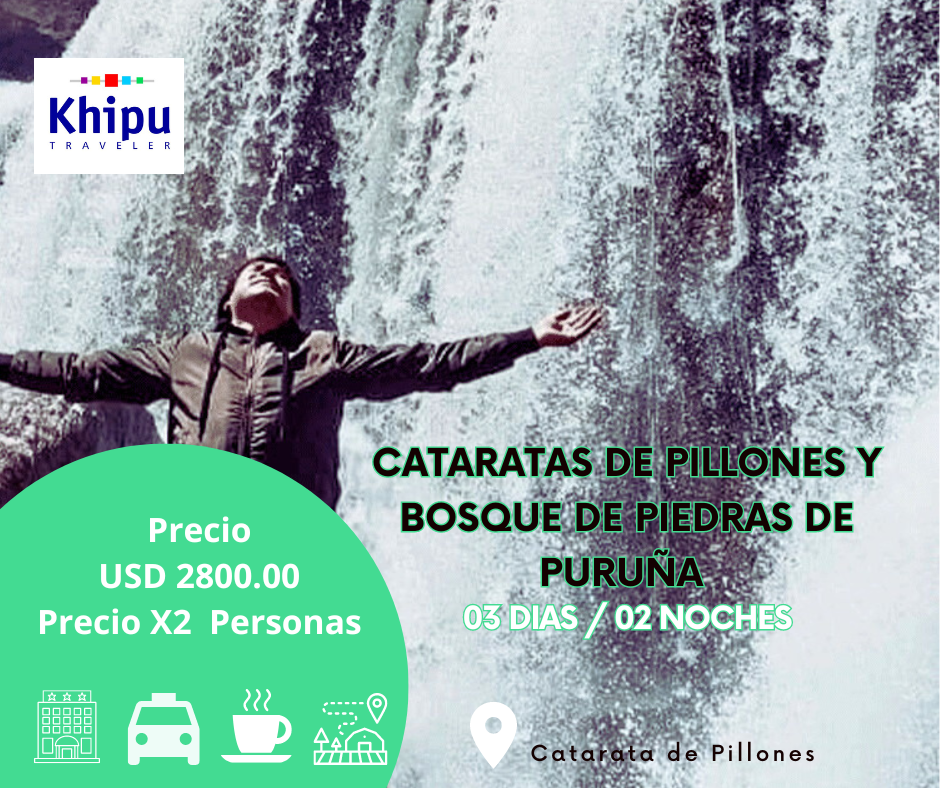 Khipu
TRAVELER
CATARATAS DE PILLONES Y
BOSQUE DE PIEDRAS DE
PURUÑA
03 DIAS / 02 NOCHES
Precio
USD 2800.00
Precio X2 Personas
Catarata de Pillones